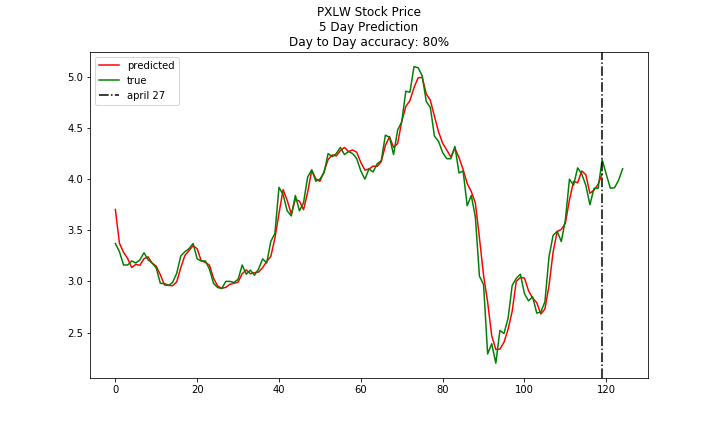 PXLW Stock Price
5 Day Prediction
Day to Day accuracy: 80%
predicted
true
april 27
5.0
4.5
4.0
3.5
3.0
2.5
0
20
40
60
80
100
120